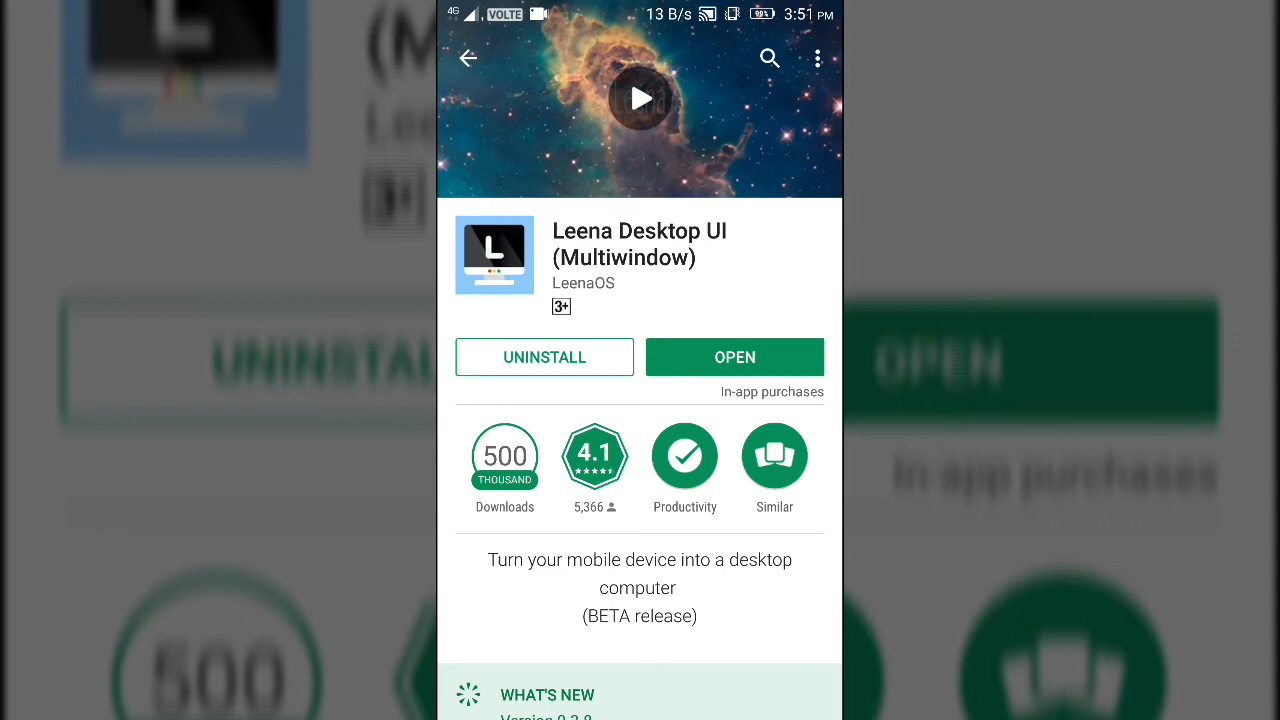 4G VOLTE 13 B/s 99% 3:51 PM
L
Leena Desktop UI
(Multiwindow)
LeenaOS
3+
UNINSTALL OPEN
In-app purchases
500 4.1
THOUSAND
Downloads 5,366 Productivity Similar
Turn your mobile device into a desktop
computer
(BETA release)
WHAT'S NEW